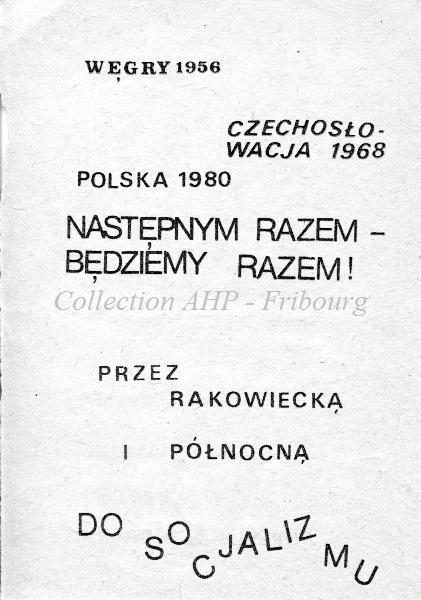 WĘGRY 1956
CZECHOSŁO-
WACJA 1968
POLSKA 1980
NASTĘPNYM RAZEM –
BĘDZIEMY RAZEM!
Collection AHP - Fribourg
PRZEZ
RAKOWIECKĄ
I PÓŁNOCNĄ
DO SOCJALIZMU